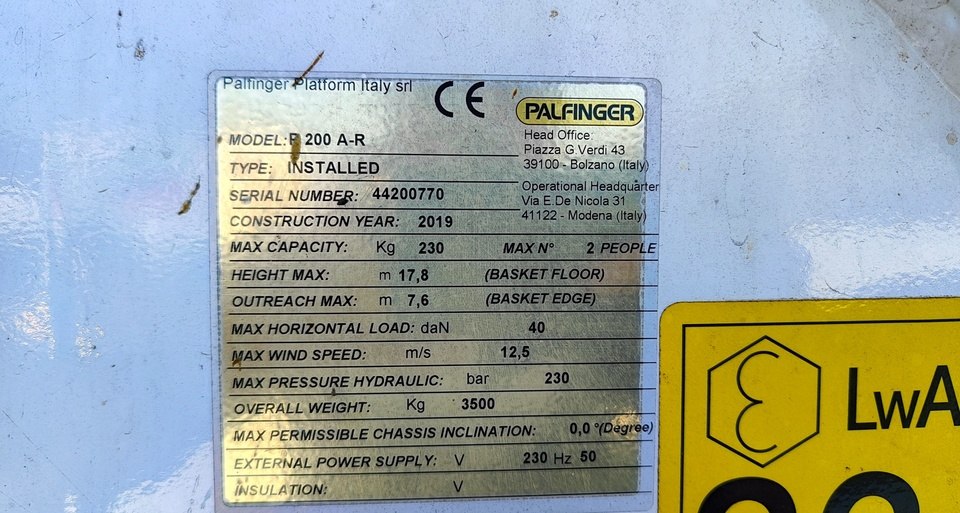 Palfinger Platform Italy srl
CE
PALFINGER
Head Office:
Piazza G.Verdi 43
39100 - Bolzano (Italy)
Operational Headquarter
Via E.De Nicola 31
41122 - Modena (Italy)
MODEL: P 200 A-R
TYPE: INSTALLED
SERIAL NUMBER: 44200770
CONSTRUCTION YEAR: 2019
MAX CAPACITY: Kg 230 MAX N° 2 PEOPLE
HEIGHT MAX: m 17,8 (BASKET FLOOR)
OUTREACH MAX: m 7,6 (BASKET EDGE)
MAX HORIZONTAL LOAD: daN 40
MAX WIND SPEED: m/s 12,5
MAX PRESSURE HYDRAULIC: bar 230
OVERALL WEIGHT: Kg 3500
MAX PERMISSIBLE CHASSIS INCLINATION: 0,0 °(Degree)
EXTERNAL POWER SUPPLY: V 230 Hz 50
INSULATION: V
LwA